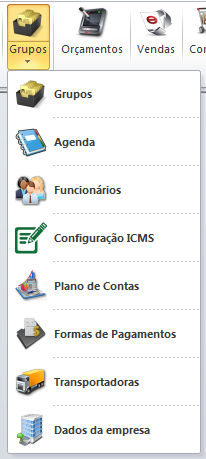 Grupos
Orçamentos
Vendas
Grupos
Agenda
Funcionários
Configuração ICMS
Plano de Contas
Formas de Pagamentos
Transportadoras
Dados da empresa